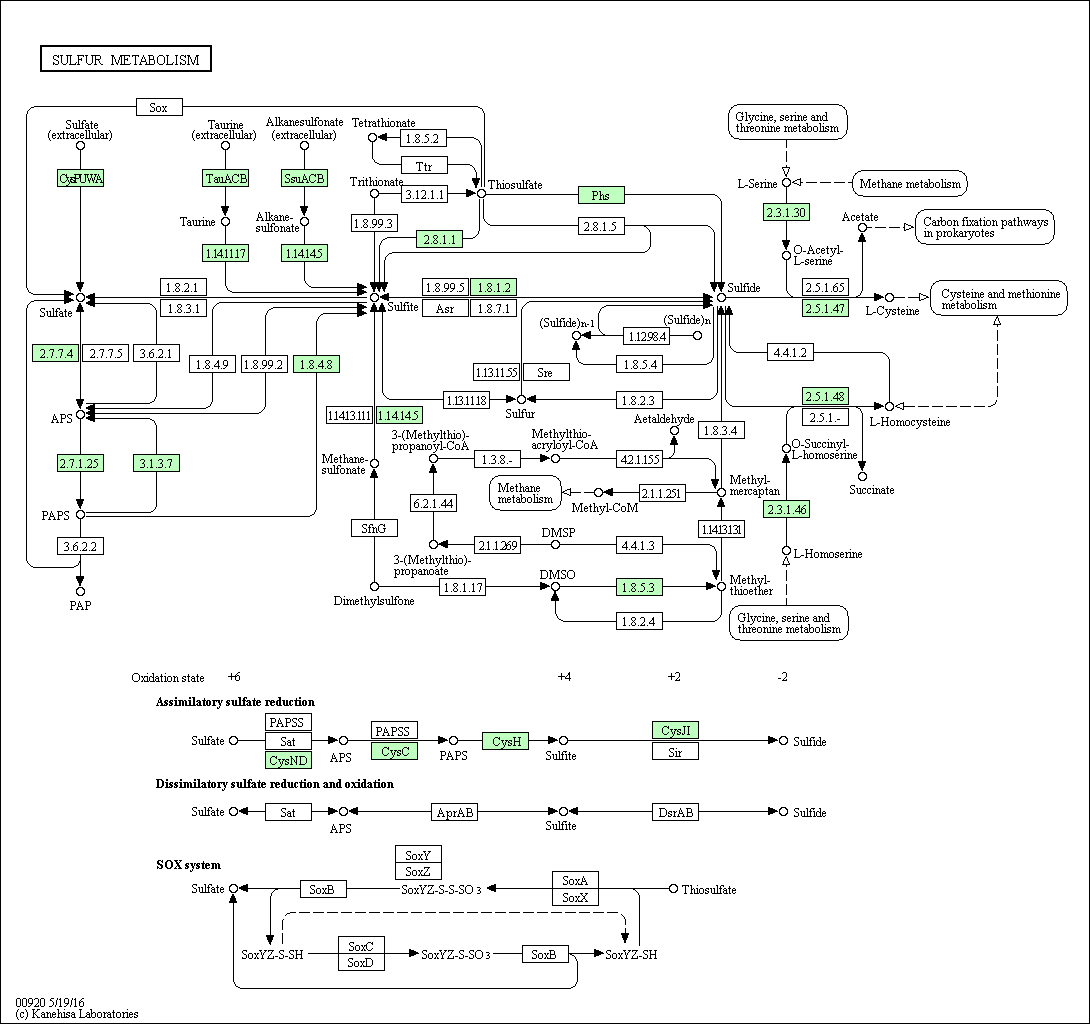 SULFUR METABOLISM
Sox
Sulfate
(extracellular)
Taurine
(extracellular)
Alkanesulfonate
(extracellular)
Tetrathionate
1.8.5.2
Ttr
Glycine, serine and
threonine metabolism
CysPUWA
TauACB
SsuACB
Trithionate
3.12.1.1
Thiosulfate
Phs
L-Serine
Methane metabolism
Taurine
Alkane-
sulfonate
1.8.99.3
2.8.1.1
2.8.1.5
2.3.1.30
Acetate
Carbon fixation pathways
in prokaryotes
1.14.11.17
1.14.14.5
O-Acetyl-
L-serine
Sulfate
1.8.2.1
1.8.3.1
Sulfite
1.8.99.5
1.8.1.2
Asr
1.8.7.1
Sulfide
2.5.1.65
2.5.1.47
L-Cysteine
Cysteine and methionine
metabolism
(Sulfide)n-1
(Sulfide)n
1.12.98.4
1.8.5.4
2.7.7.4
2.7.7.5
3.6.2.1
1.8.4.9
1.8.99.2
1.8.4.8
1.13.11.55
Sre
4.4.1.2
1.13.11.18
Sulfur
1.8.2.3
2.5.1.48
2.5.1.-
L-Homocysteine
APS
1.14.13.111
1.14.14.5
Aetaldehyde
1.8.3.4
3-(Methylthio)-
propanoyl-CoA
Methylthio-
acryloyl-CoA
O-Succinyl-
L-homoserine
2.7.1.25
3.1.3.7
Methane-
sulfonate
1.3.8.-
4.2.1.155
Succinate
Methane
metabolism
Methyl-CoM
2.1.1.251
Methyl-
mercaptan
6.2.1.44
2.3.1.46
PAPS
SfnG
1.14.13.131
3.6.2.2
3-(Methylthio)-
propanoate
2.1.1.269
DMSP
4.4.1.3
L-Homoserine
PAP
Dimethylsulfone
1.8.1.17
DMSO
1.8.5.3
Methyl-
thioether
1.8.2.4
Glycine, serine and
threonine metabolism
Oxidation state +6 +4 +2 -2
Assimilatory sulfate reduction
PAPSS
PAPSS
CysJI
Sulfate
Sat
APS
CysC
PAPS
CysH
Sulfite
Sir
Sulfide
CysND
Dissimilatory sulfate reduction and oxidation
Sulfate
Sat
APS
AprAB
Sulfite
DsrAB
Sulfide
SOX system
SoxY
SoxZ
Sulfate
SoxB
SoxYZ-S-S-SO3
SoxA
SoxX
Thiosulfate
SoxYZ-S-SH
SoxC
SoxD
SoxYZ-S-SO3
SoxB
SoxYZ-SH
00920 5/19/16
(c) Kanehisa Laboratories